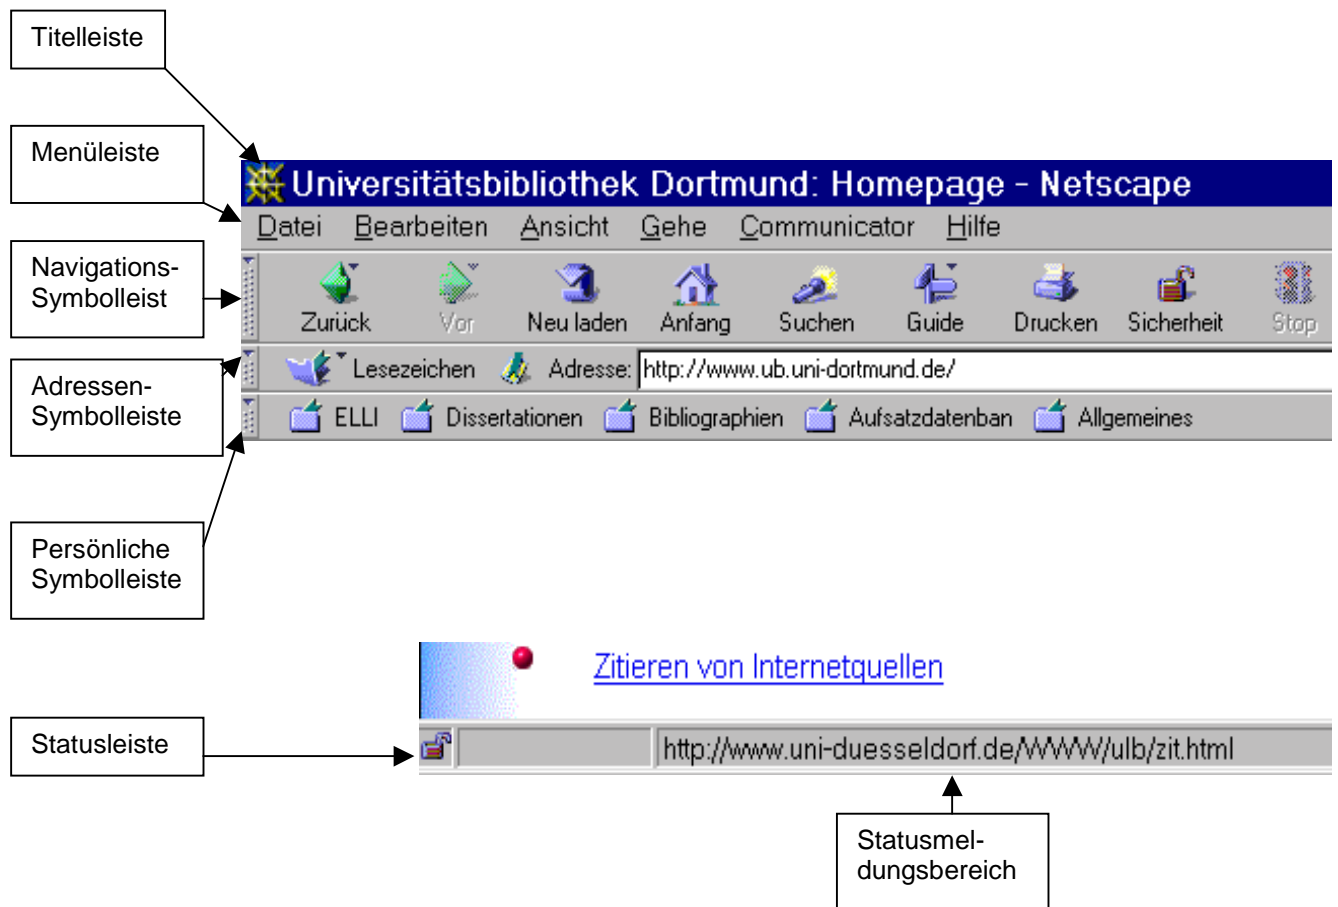 Titelleiste
Menüleiste
Universitätsbibliothek Dortmund: Homepage - Netscape
Datei Bearbeiten Ansicht Gehe Communicator Hilfe
Navigations-
Symbolleist
Zurück Vor Neu laden Anfang Suchen Guide Drucken Sicherheit Stop
Adressen-
Symbolleiste
Lesezeichen Adresse: http://www.ub.uni-dortmund.de/
ELLI Dissertationen Bibliographien Aufsatzdatenban Allgemeines
Persönliche
Symbolleiste
Zitieren von Internetquellen
Statusleiste
http://www.uni-duesseldorf.de/WWW/ulb/zit.html
Statusmel-
dungsbereich